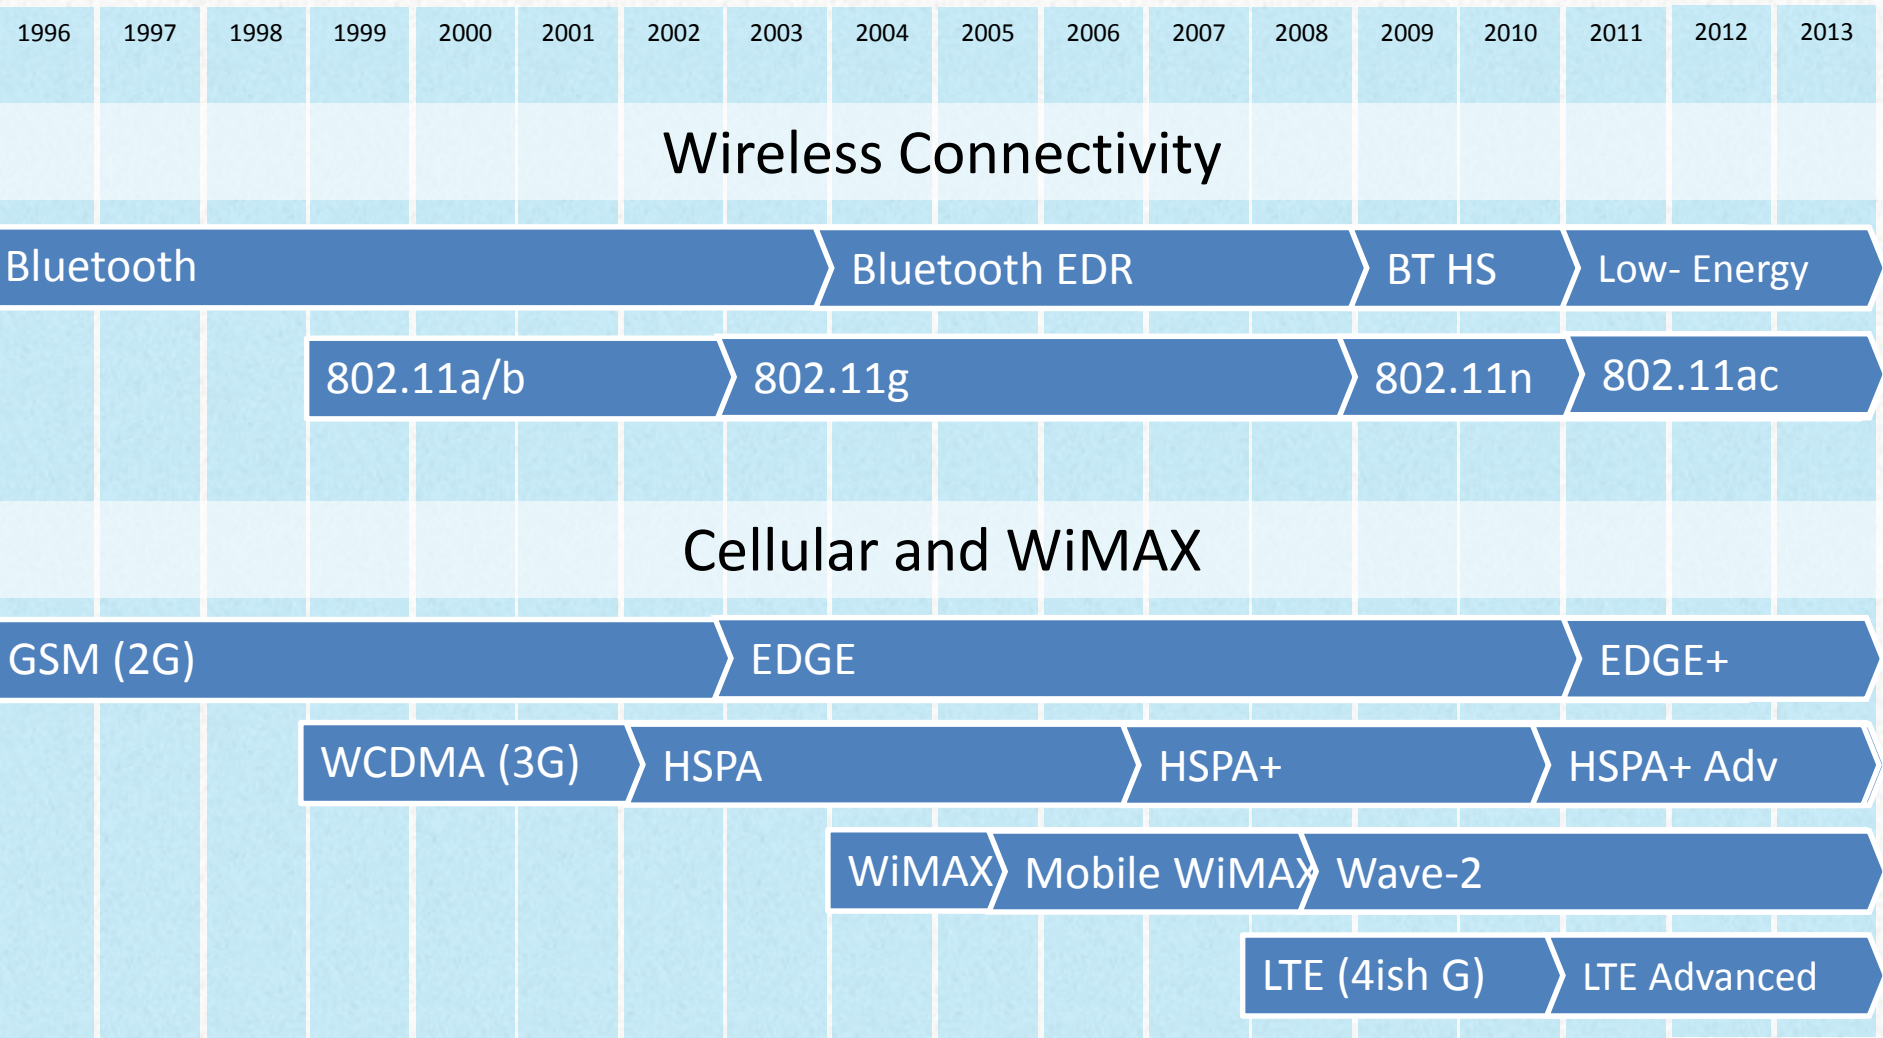 1996 1997 1998 1999 2000 2001 2002 2003 2004 2005 2006 2007 2008 2009 2010 2011 2012 2013
Wireless Connectivity
Bluetooth Bluetooth EDR BT HS Low- Energy
802.11a/b 802.11g 802.11n 802.11ac
Cellular and WiMAX
GSM (2G) EDGE EDGE+
WCDMA (3G) HSPA HSPA+ HSPA+ Adv
WiMAX Mobile WiMAX Wave-2
LTE (4ish G) LTE Advanced